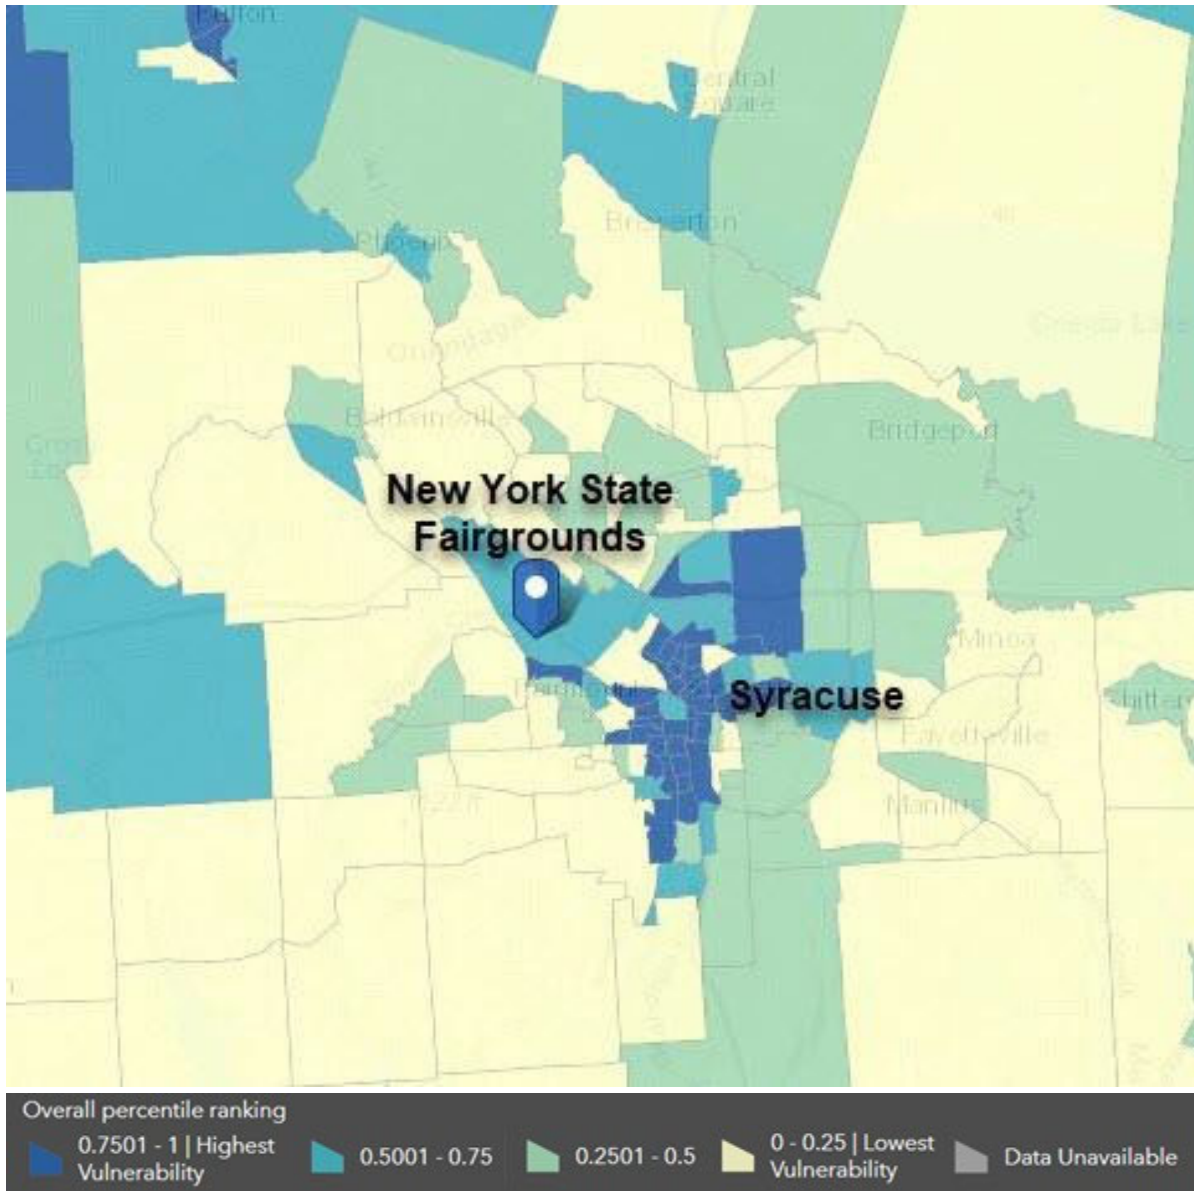 Fulton
Central
Square
Phoenix
Brewerton
Onondaga
Oneida Lake
Baldwinsville
Bridgeport
New York State
Fairgrounds
Minoa
Syracuse
Fayetteville
Manlius
Overall percentile ranking
0.7501 - 1 | Highest
Vulnerability
0.5001 - 0.75
0.2501 - 0.5
0 - 0.25 | Lowest
Vulnerability
Data Unavailable